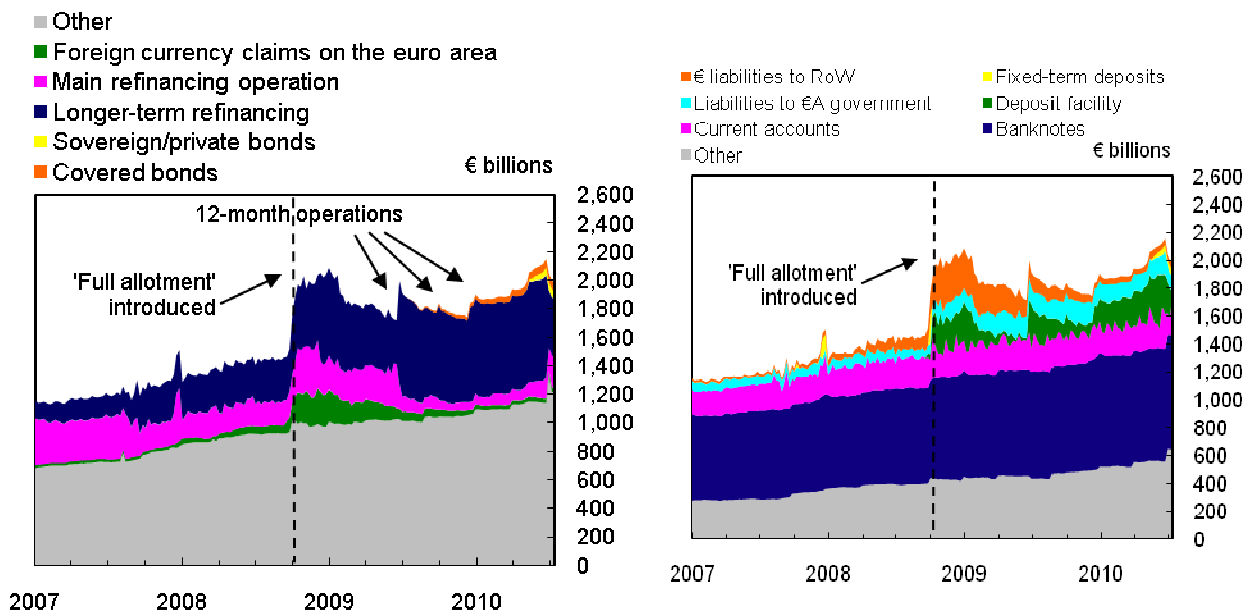 Other
Foreign currency claims on the euro area
Main refinancing operation
Longer-term refinancing
Sovereign/private bonds
Covered bonds
€ billions
12-month operations
'Full allotment'
introduced
2,600
2,400
2,200
2,000
1,800
1,600
1,400
1,200
1,000
800
600
400
200
0
2007 2008 2009 2010
€ liabilities to RoW
Fixed-term deposits
Liabilities to €A government
Deposit facility
Current accounts
Banknotes
Other
€ billions
'Full allotment'
introduced
2,600
2,400
2,200
2,000
1,800
1,600
1,400
1,200
1,000
800
600
400
200
0
2007 2008 2009 2010